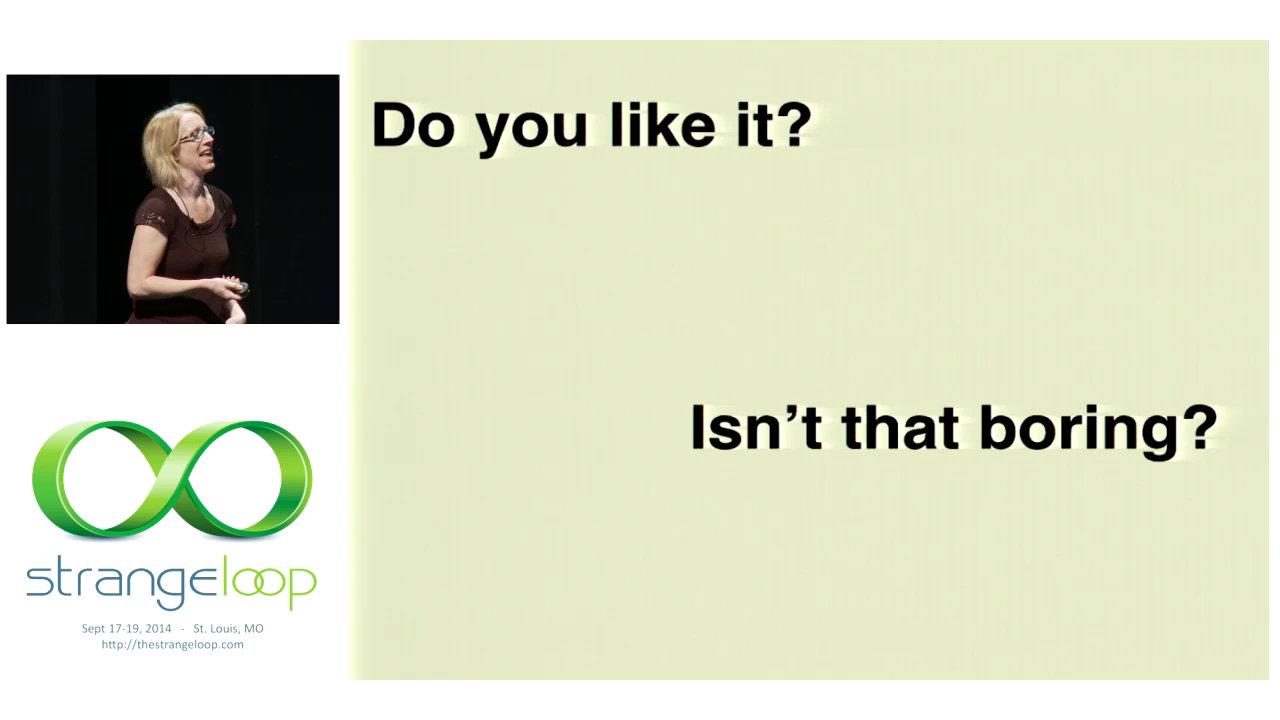 Do you like it?
Isn’t that boring?
strangeloop
Sept 17-19, 2014 - St. Louis, MO
http://thestrangeloop.com